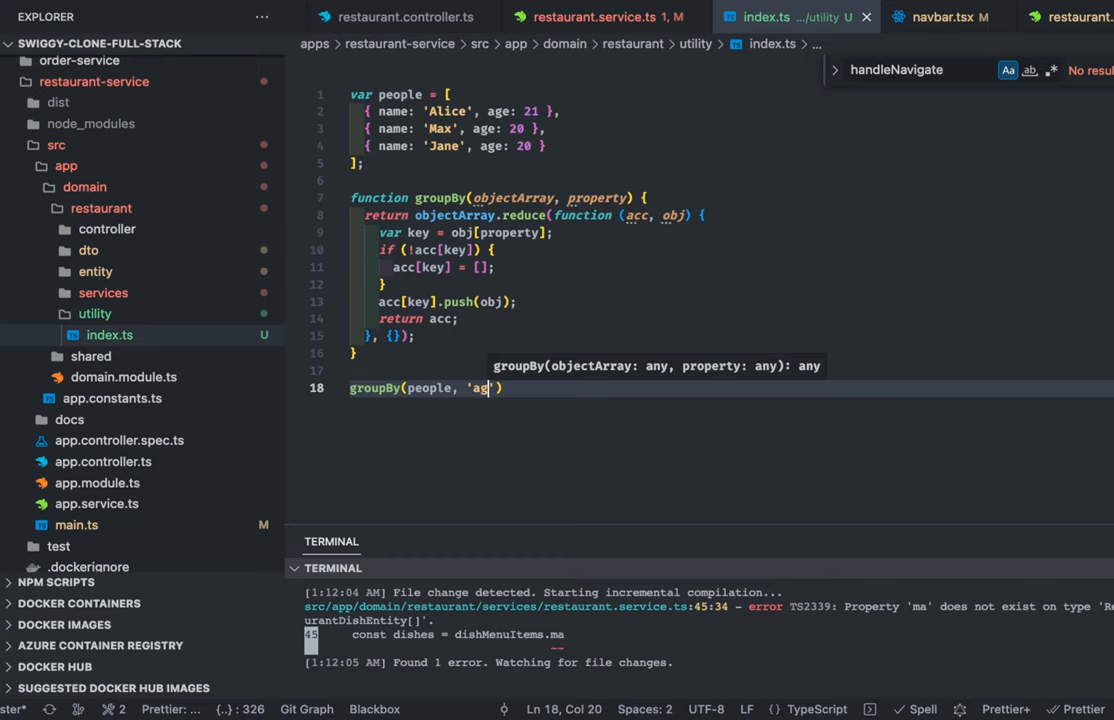 EXPLORER ···
SWIGGY-CLONE-FULL-STACK
order-service
restaurant-service
dist
node_modules
src
app
domain
restaurant
controller
dto
entity
services
utility
index.ts U
shared
domain.module.ts
app.constants.ts
docs
app.controller.spec.ts
app.controller.ts
app.module.ts
app.service.ts
main.ts M
test
.dockerignore
NPM SCRIPTS
DOCKER CONTAINERS
DOCKER IMAGES
AZURE CONTAINER REGISTRY
DOCKER HUB
SUGGESTED DOCKER HUB IMAGES
restaurant.controller.ts restaurant.service.ts 1, M TS index.ts .../utility U navbar.tsx M restaurant.
apps > restaurant-service > src > app > domain > restaurant > utility > TS index.ts > ...
handleNavigate Aa ab .* No resul
1 var people = [
2 { name: 'Alice', age: 21 },
3 { name: 'Max', age: 20 },
4 { name: 'Jane', age: 20 }
5 ];
6
7 function groupBy(objectArray, property) {
8 return objectArray.reduce(function (acc, obj) {
9 var key = obj[property];
10 if (!acc[key]) {
11 acc[key] = [];
12 }
13 acc[key].push(obj);
14 return acc;
15 }, {});
16 }
17
groupBy(objectArray: any, property: any): any
18 groupBy(people, 'ag')
TERMINAL
TERMINAL
[1:12:04 AM] File change detected. Starting incremental compilation...
src/app/domain/restaurant/services/restaurant.service.ts:45:34 - error TS2339: Property 'ma' does not exist on type 'Re
urantDishEntity[]'.
45 const dishes = dishMenuItems.ma
~~
[1:12:05 AM] Found 1 error. Watching for file changes.
ster* 2 Prettier: ... {..} : 326 Git Graph Blackbox Ln 18, Col 20 Spaces: 2 UTF-8 LF {} TypeScript Spell Prettier+ Prettier